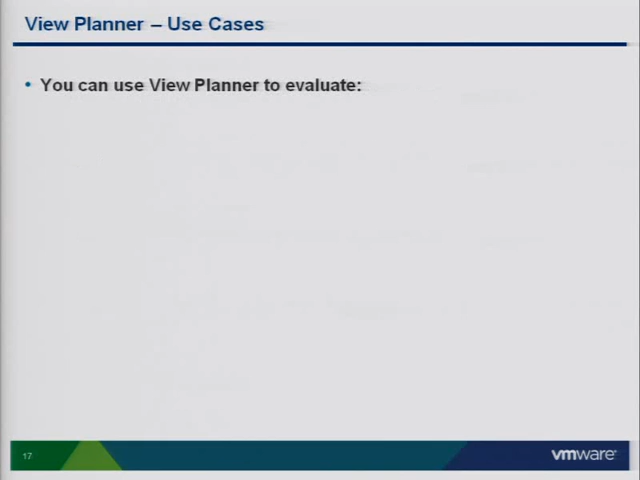 View Planner – Use Cases
• You can use View Planner to evaluate:
17
vmware